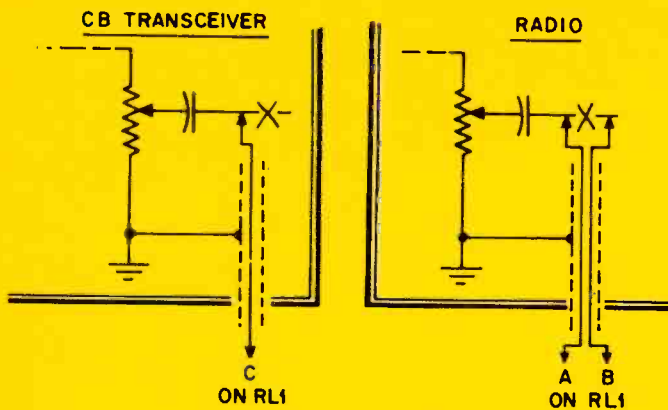 CB TRANSCEIVER
RADIO
C
ON RL1
A B
ON RL1